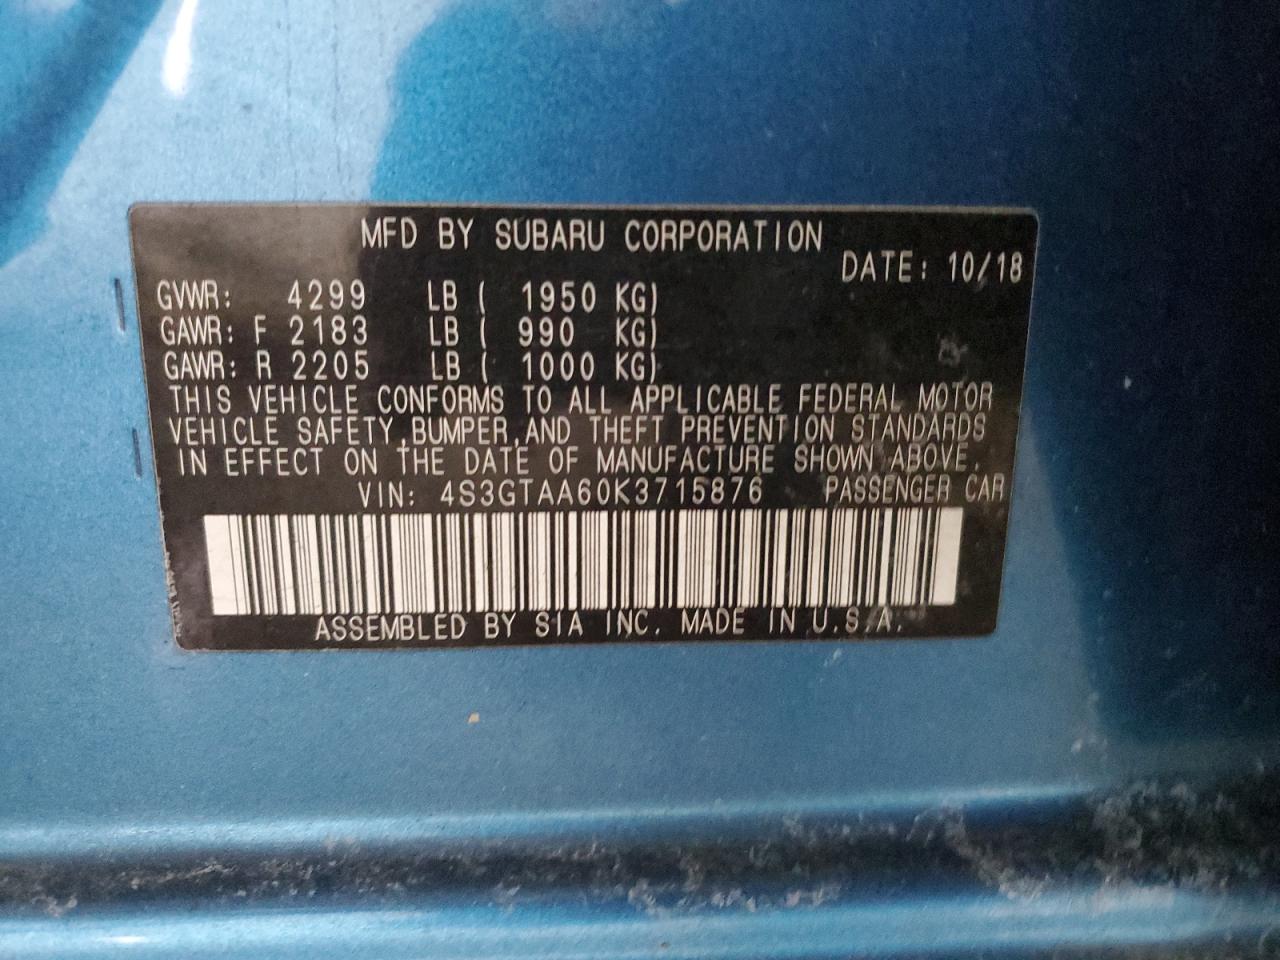 MFD BY SUBARU CORPORATION
DATE: 10/18
GVWR: 4299 LB ( 1950 KG)
GAWR: F 2183 LB ( 990 KG)
GAWR: R 2205 LB ( 1000 KG)
THIS VEHICLE CONFORMS TO ALL APPLICABLE FEDERAL MOTOR
VEHICLE SAFETY,BUMPER,AND THEFT PREVENTION STANDARDS
IN EFFECT ON THE DATE OF MANUFACTURE SHOWN ABOVE.
VIN: 4S3GTAA60K3715876 PASSENGER CAR
ASSEMBLED BY SIA INC. MADE IN U.S.A.